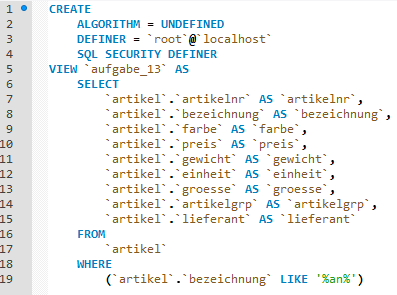 1 CREATE
2 ALGORITHM = UNDEFINED
3 DEFINER = `root`@`localhost`
4 SQL SECURITY DEFINER
5 VIEW `aufgabe_13` AS
6 SELECT
7 `artikel`.`artikelnr` AS `artikelnr`,
8 `artikel`.`bezeichnung` AS `bezeichnung`,
9 `artikel`.`farbe` AS `farbe`,
10 `artikel`.`preis` AS `preis`,
11 `artikel`.`gewicht` AS `gewicht`,
12 `artikel`.`einheit` AS `einheit`,
13 `artikel`.`groesse` AS `groesse`,
14 `artikel`.`artikelgrp` AS `artikelgrp`,
15 `artikel`.`lieferant` AS `lieferant`
16 FROM
17 `artikel`
18 WHERE
19 (`artikel`.`bezeichnung` LIKE '%an%')